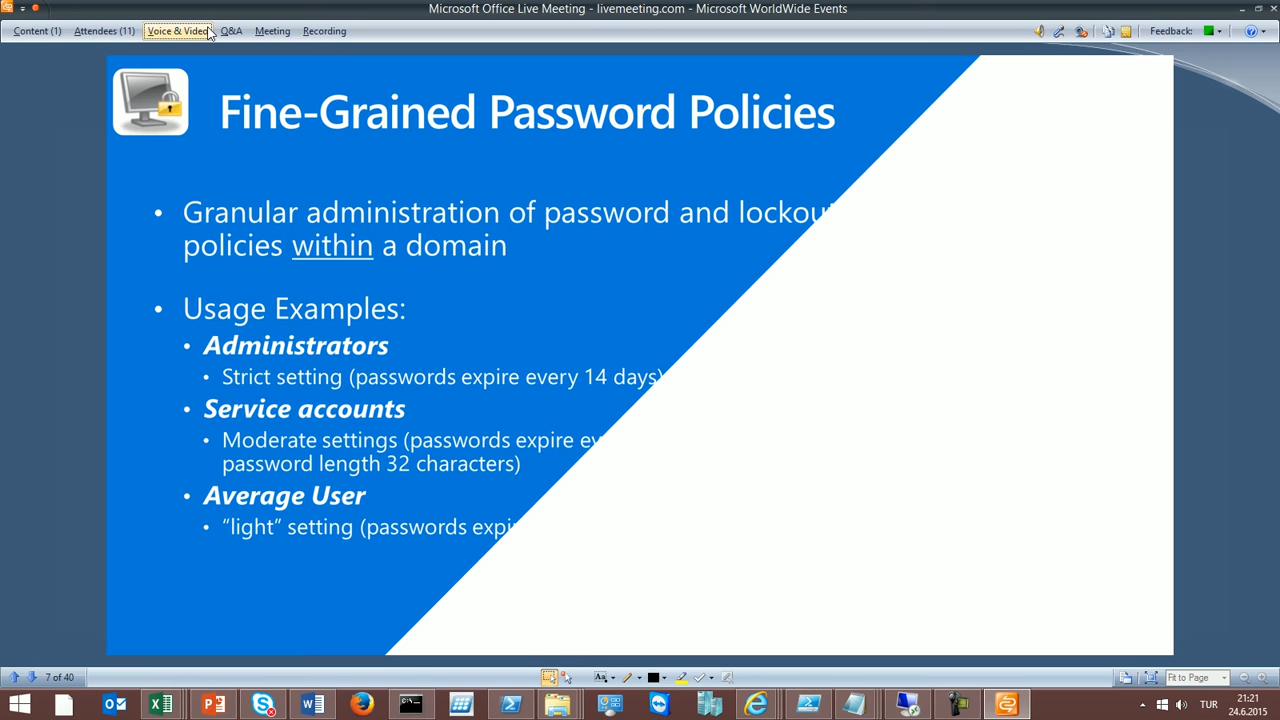 Microsoft Office Live Meeting - livemeeting.com - Microsoft WorldWide Events
Content (1) Attendees (11) Voice & Video Q&A Meeting Recording Feedback:
Fine-Grained Password Policies
• Granular administration of password and lockout
policies within a domain
• Usage Examples:
• Administrators
• Strict setting (passwords expire every 14 days)
• Service accounts
• Moderate settings (passwords expire
password length 32 characters)
• Average User
• “light” setting (passwords
7 of 40 Aa Fit to Page
TUR 21:21
24.6.2015